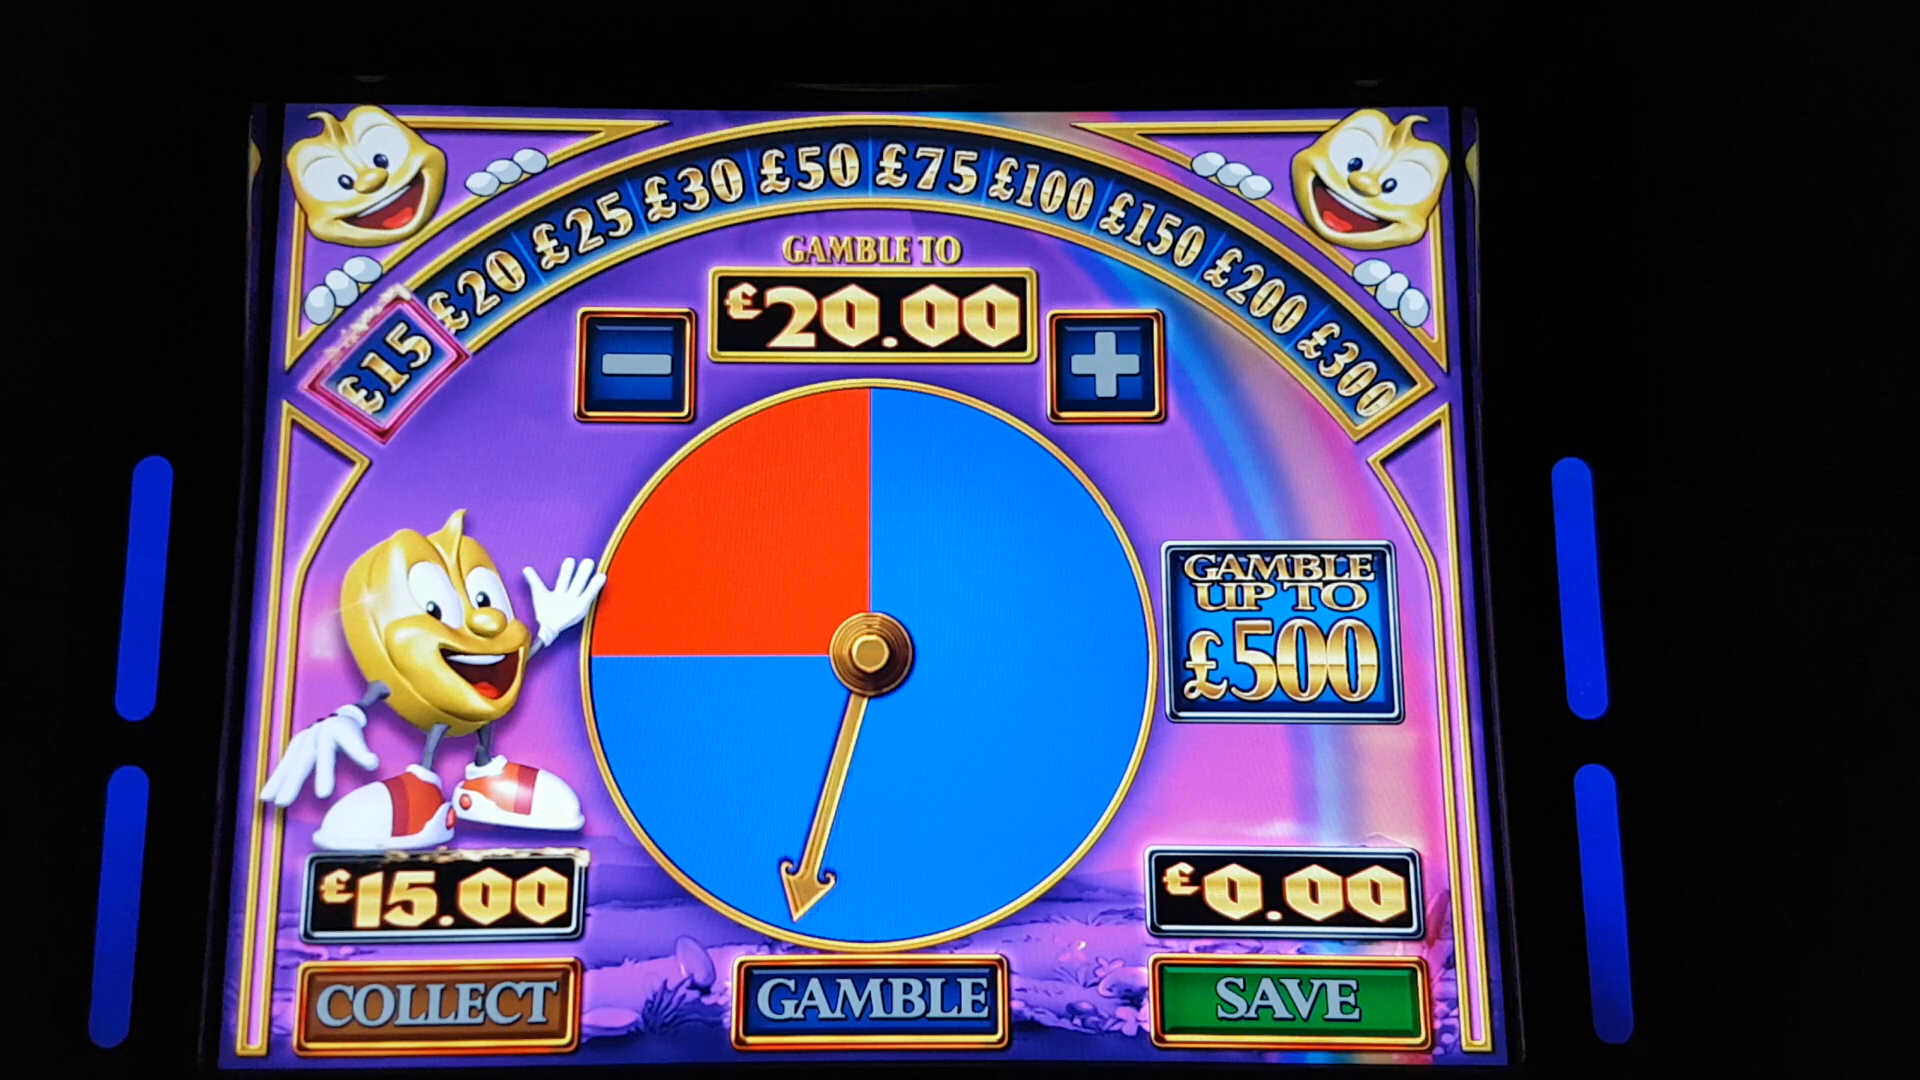 £15 £20 £25 £30 £50 £75 £100 £150 £200 £300
GAMBLE TO
£20.00
GAMBLE
UP TO
£500
£15.00
£0.00
COLLECT
GAMBLE
SAVE